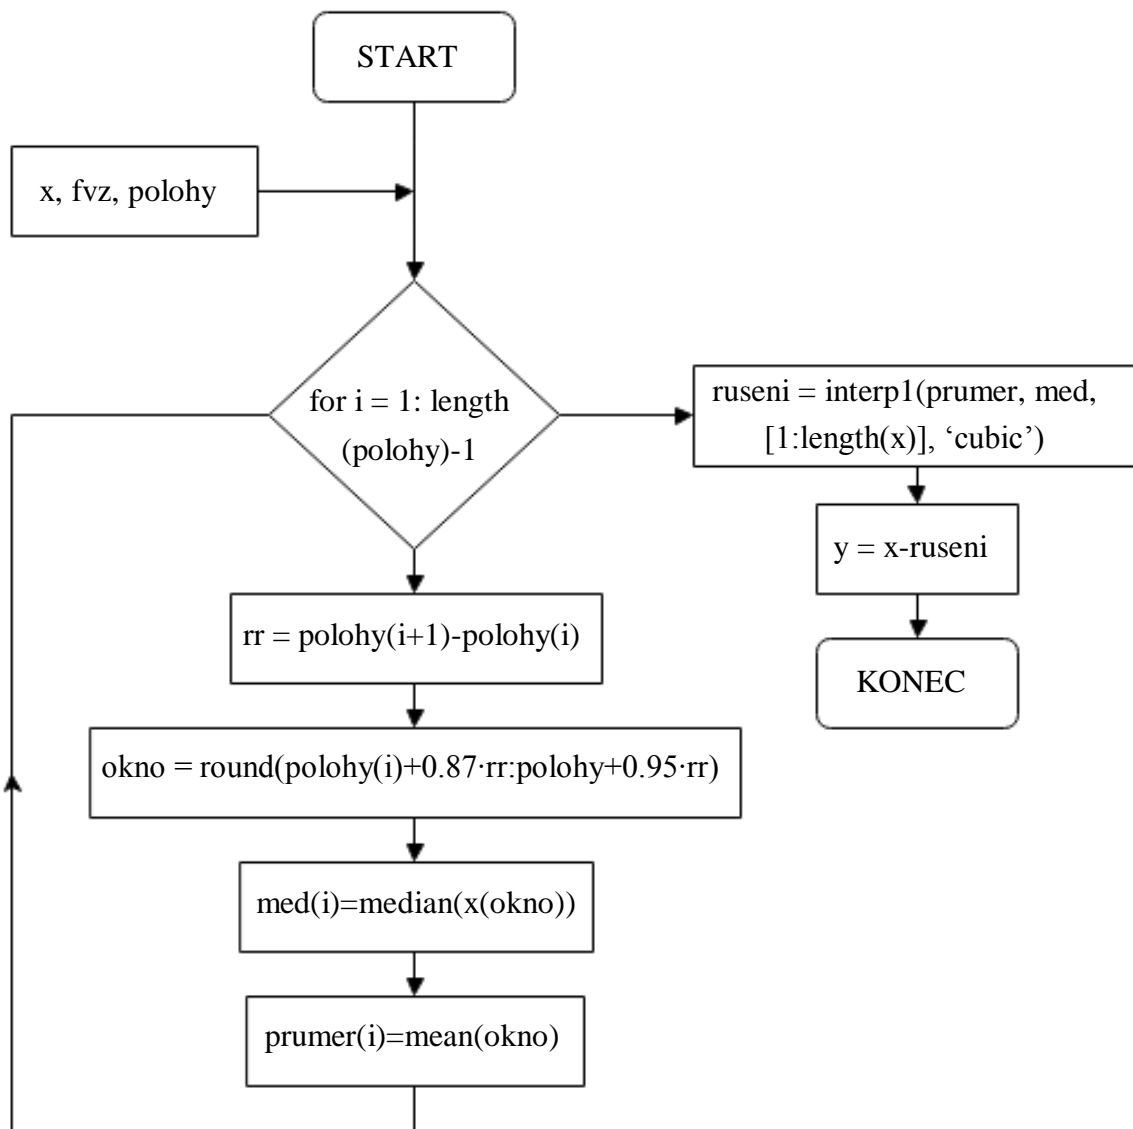 START
x, fvz, polohy
for i = 1: length
(polohy)-1
rr = polohy(i+1)-polohy(i)
okno = round(polohy(i)+0.87·rr:polohy+0.95·rr)
med(i)=median(x(okno))
prumer(i)=mean(okno)
ruseni = interp1(prumer, med,
[1:length(x)], ‘cubic’)
y = x-ruseni
KONEC